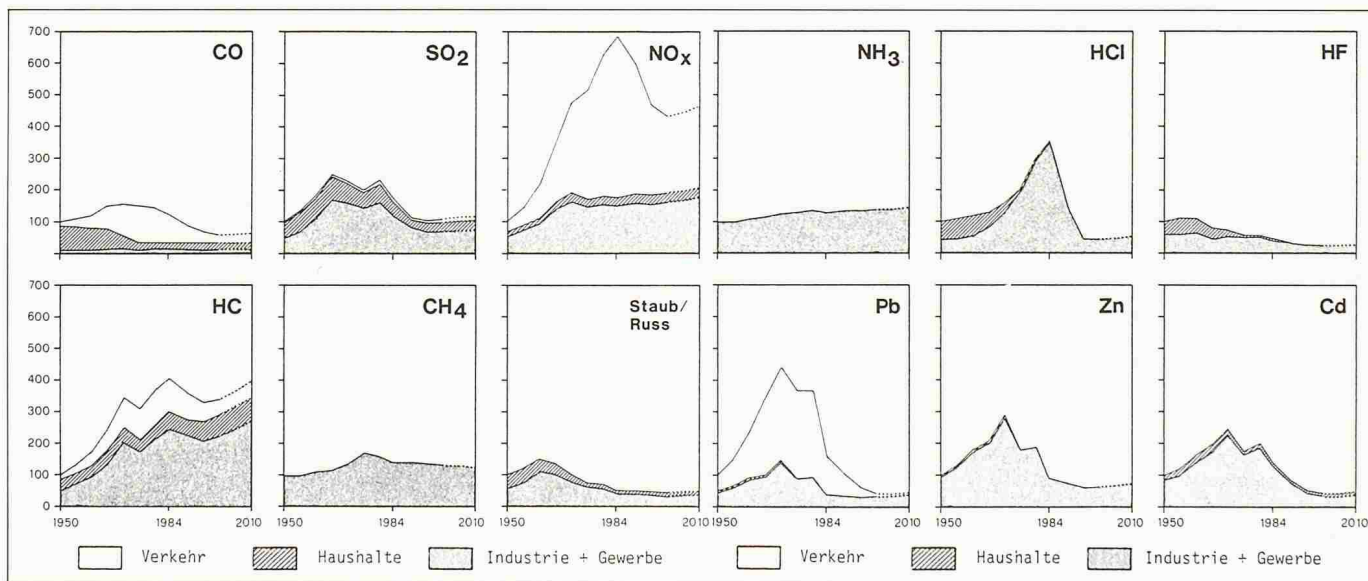 700
600
500
400
300
200
100
0
CO
SO2
NOx
NH3
HCl
HF
700
600
500
400
300
200
100
0
HC
CH4
Staub/
Russ
Pb
Zn
Cd
1950 1984 2010 1950 1984 2010 1950 1984 2010 1950 1984 2010 1950 1984 2010 1950 1984 2010
Verkehr Haushalte Industrie + Gewerbe Verkehr Haushalte Industrie + Gewerbe